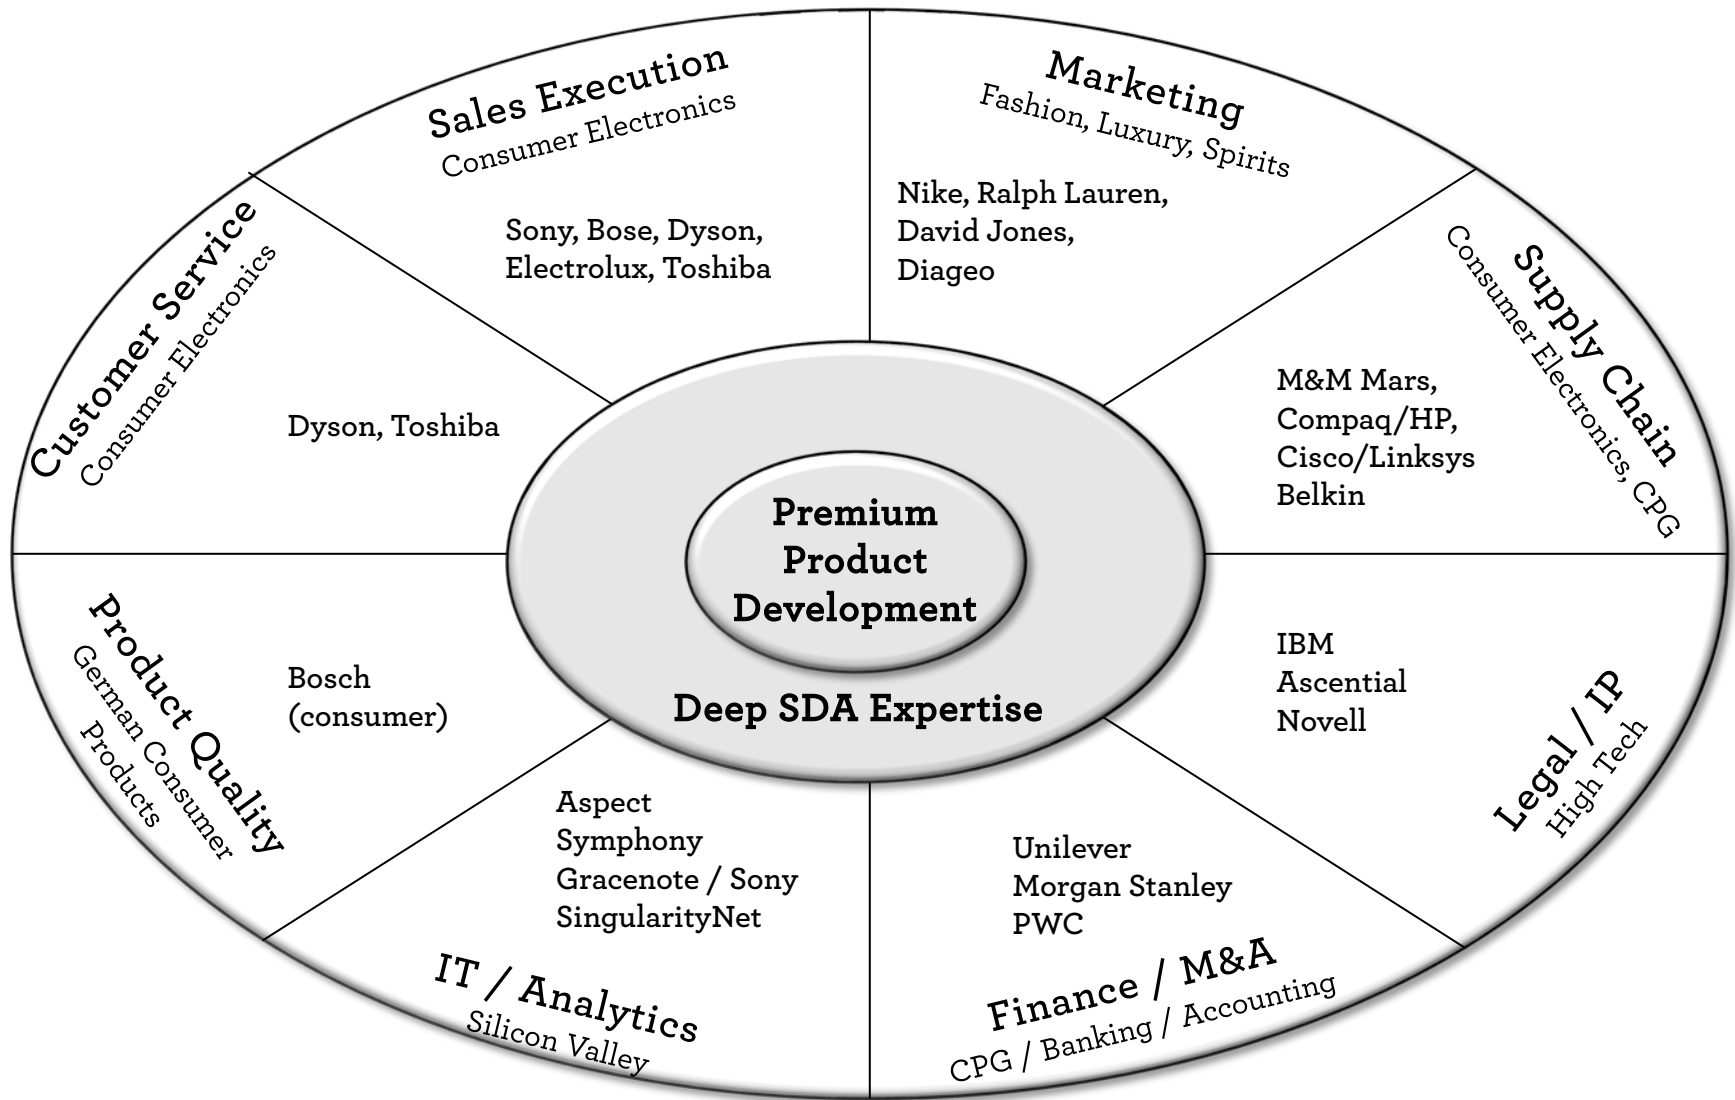 Sales Execution
Consumer Electronics
Sony, Bose, Dyson,
Electrolux, Toshiba
Marketing
Fashion, Luxury, Spirits
Nike, Ralph Lauren,
David Jones,
Diageo
Customer Service
Consumer Electronics
Dyson, Toshiba
Supply Chain
Consumer Electronics, CPG
M&M Mars,
Compaq/HP,
Cisco/Linksys
Belkin
Premium
Product
Development
Deep SDA Expertise
Product Quality
German Consumer
Products
Bosch
(consumer)
IBM
Ascential
Novell
Legal / IP
High Tech
Aspect
Symphony
Gracenote / Sony
SingularityNet
IT / Analytics
Silicon Valley
Unilever
Morgan Stanley
PWC
Finance / M&A
CPG / Banking / Accounting